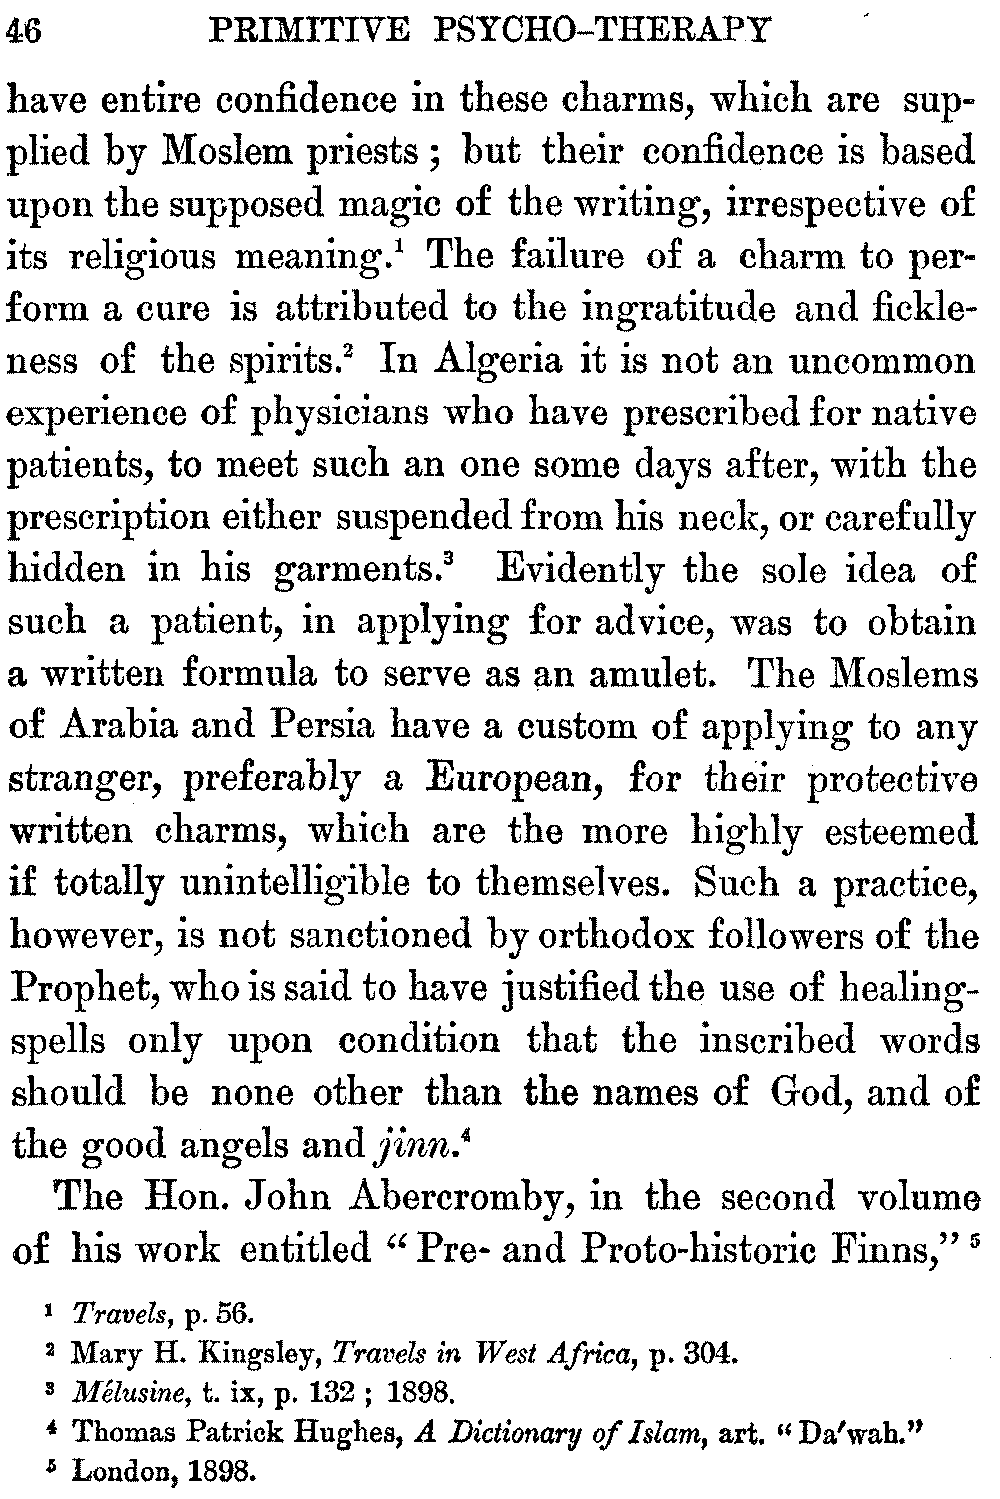 46 PRIMITIVE PSYCHO-THERAPY
have entire confidence in these charms, which are sup-
plied by Moslem priests ; but their confidence is based
upon the supposed magic of the writing, irrespective of
its religious meaning.¹ The failure of a charm to per-
form a cure is attributed to the ingratitude and fickle-
ness of the spirits.² In Algeria it is not an uncommon
experience of physicians who have prescribed for native
patients, to meet such an one some days after, with the
prescription either suspended from his neck, or carefully
hidden in his garments.³ Evidently the sole idea of
such a patient, in applying for advice, was to obtain
a written formula to serve as an amulet. The Moslems
of Arabia and Persia have a custom of applying to any
stranger, preferably a European, for their protective
written charms, which are the more highly esteemed
if totally unintelligible to themselves. Such a practice,
however, is not sanctioned by orthodox followers of the
Prophet, who is said to have justified the use of healing-
spells only upon condition that the inscribed words
should be none other than the names of God, and of
the good angels and jinn.⁴
The Hon. John Abercromby, in the second volume
of his work entitled “ Pre- and Proto-historic Finns,” ⁵
¹ Travels, p. 56.
² Mary H. Kingsley, Travels in West Africa, p. 304.
³ Mélusine, t. ix, p. 132 ; 1898.
⁴ Thomas Patrick Hughes, A Dictionary of Islam, art. “ Da′wah.”
⁵ London, 1898.